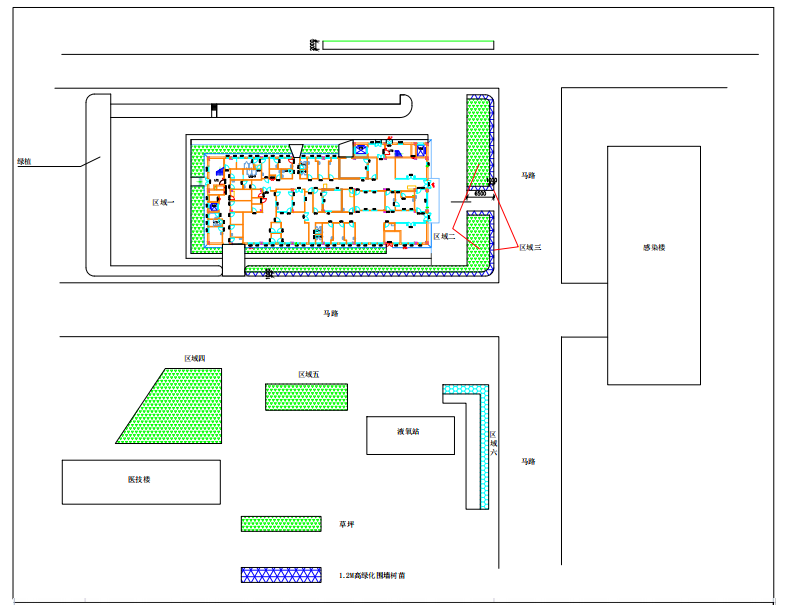 绿植
区域一
马路
6500
区域二
区域三
感染楼
马路
区域四
区域五
液氧站
区域六
马路
医技楼
草坪
1.2M高绿化围墙树苗